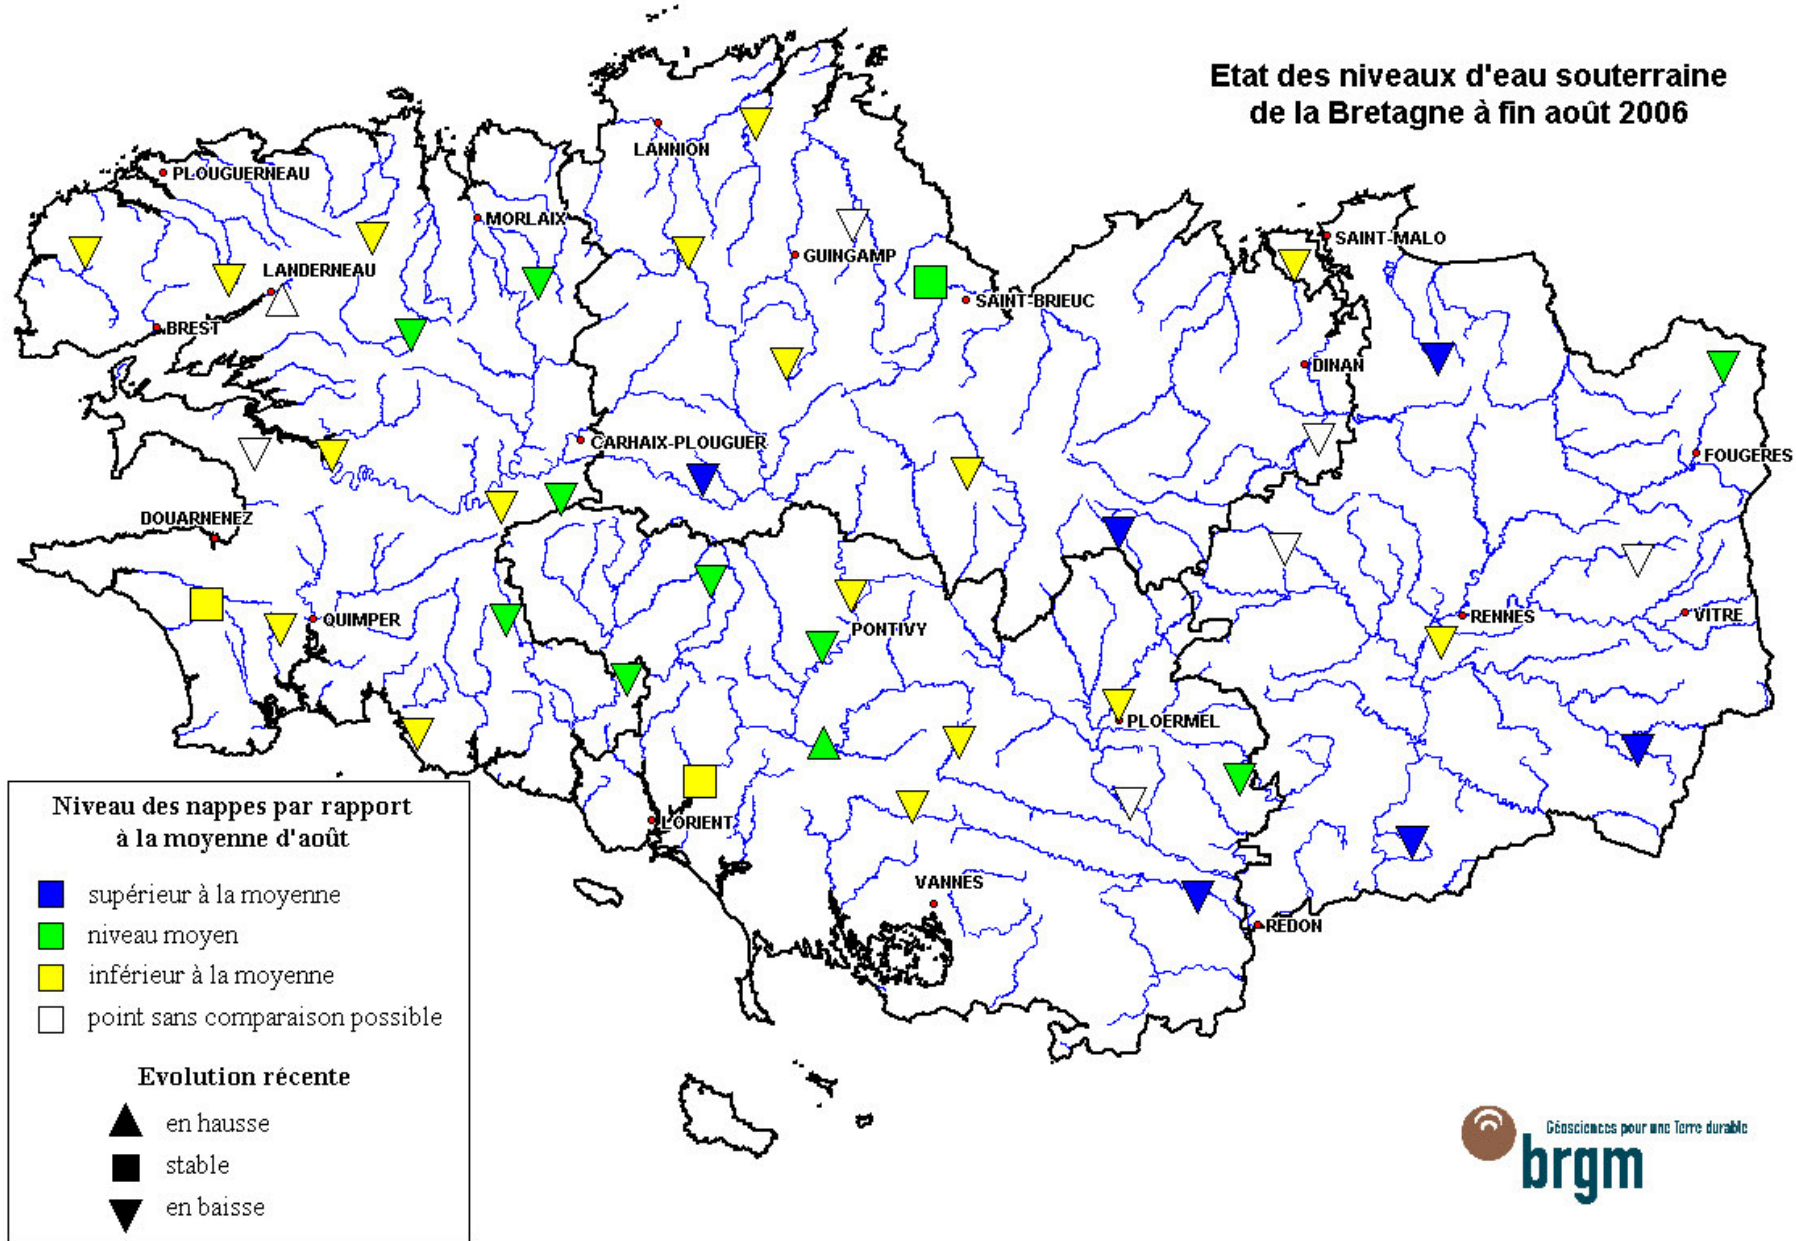 Etat des niveaux d'eau souterraine
de la Bretagne à fin août 2006
LANNION
PLOUGUERNEAU
MORLAIX
SAINT-MALO
GUINGAMP
LANDERNEAU
SAINT-BRIEUC
BREST
DINAN
CARHAIX-PLOUGUER
FOUGERES
DOUARNENEZ
QUIMPER
PONTIVY
RENNES
VITRE
PLOERMEL
LORIENT
VANNES
REDON
Niveau des nappes par rapport
à la moyenne d'août
supérieur à la moyenne
niveau moyen
inférieur à la moyenne
point sans comparaison possible
Evolution récente
en hausse
stable
en baisse
Géosciences pour une Terre durable
brgm